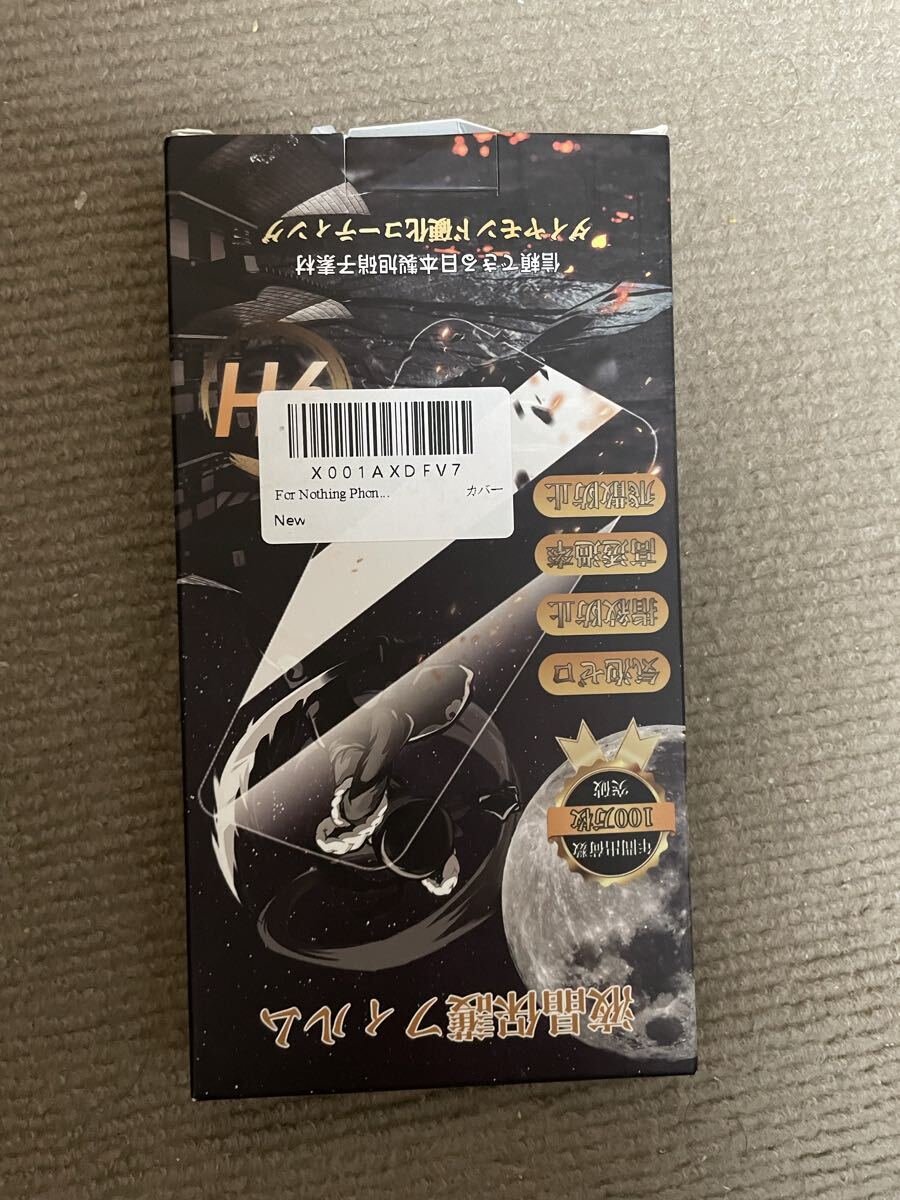 液晶保護フィルム
年間出荷数
100万枚
突破
気泡ゼロ
指紋防止
高透過率
飛散防止
X001AXDFV7
For Nothing Phon... カバー
New
信頼できる日本製旭硝子素材
ダイヤモンド硬化コーティング